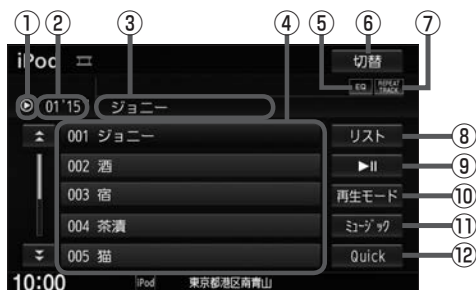 ① ② ③ ④ ⑤ ⑥ ⑦
iPod 切替
EQ REPEAT TRACK
01'15 ジョニー
001 ジョニー リスト ⑧
002 酒 ►II ⑨
003 宿 再生モード ⑩
004 茶漬 ミュージック ⑪
005 猫 Quick ⑫
10:00 iPod 東京都港区南青山